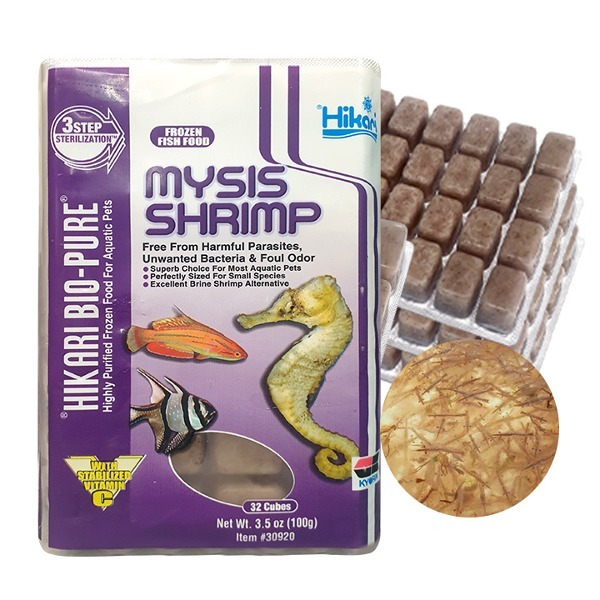 3 STEP
STERILIZATION™
FROZEN
FISH FOOD
Hikari
MYSIS
SHRIMP
Free From Harmful Parasites,
Unwanted Bacteria & Foul Odor
• Superb Choice For Most Aquatic Pets
• Perfectly Sized For Small Species
• Excellent Brine Shrimp Alternative
® HIKARI BIO-PURE®
Highly Purified Frozen Food For Aquatic Pets
WITH
STABILIZED
VITAMIN
C
32 Cubes
Net Wt. 3.5 oz (100g)
Item #30920